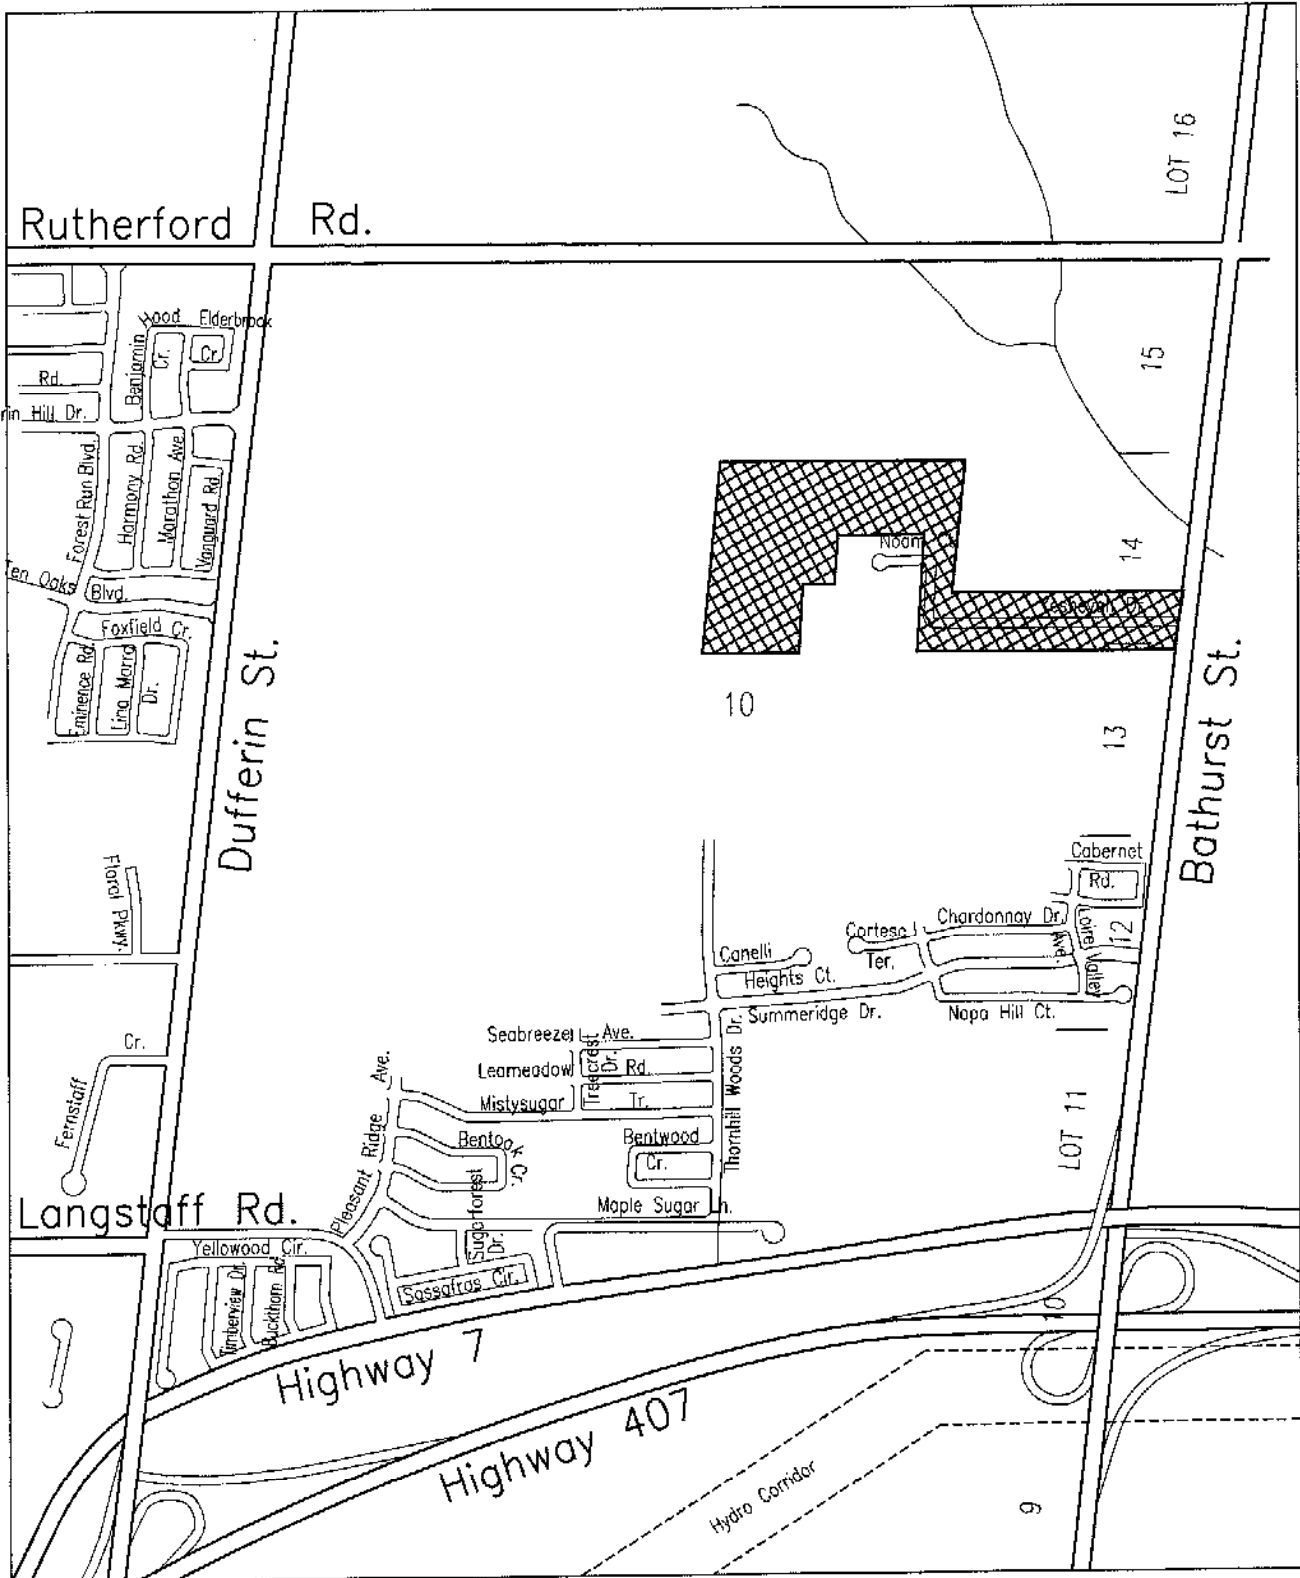 LOT 16
Rutherford Rd.
Hood Elderbrook
Benjamin
Cr.
Cr
15
Rd.
rin Hill Dr.
Forest Run Blvd.
Harmony Rd.
Marathon Ave
Vanguard Rd
Noam
14
Ten Oaks
Blvd.
Foxfield Cr.
Eminence Rd.
Lina Marra
Dr.
Dufferin St.
10
13
Bathurst St.
Floral Pkwy.
Cabernet
Rd.
Chardonnay Dr.
Loire Valley
Ave.
12
Cortese
Ter.
Canelli
Heights Ct.
Summeridge Dr.
Napa Hill Ct.
Cr.
Fernstaff
Seabreeze Ave.
Treecrest
Dr.
Leameadow Rd.
Mistysugar Tr.
Thornhill Woods Dr.
Pleasant Ridge Ave.
Bentoak Cr.
Bentwood
Cr.
LOT 11
Langstaff Rd.
Maple Sugar Ln.
Sugarforest
Dr.
Yellowood Cir.
Timberview Dr.
Buckthorn Rd.
Sassafras Cir.
10
Highway 7
Highway 407
Hydro Corridor
9